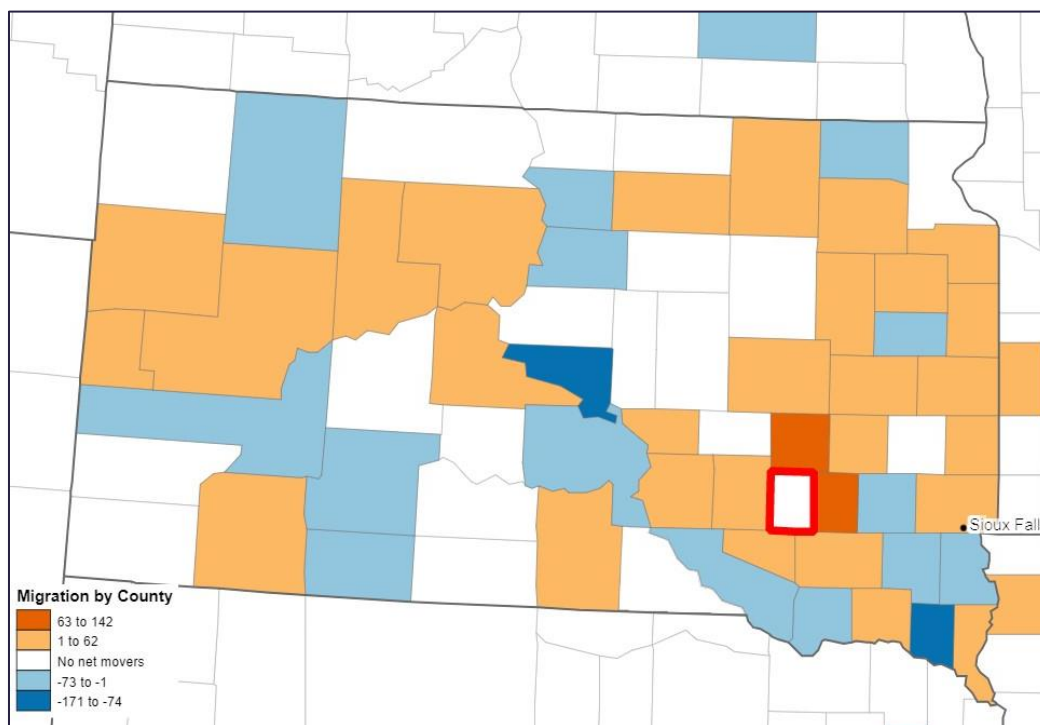 Sioux Fall
Migration by County
63 to 142
1 to 62
No net movers
-73 to -1
-171 to -74